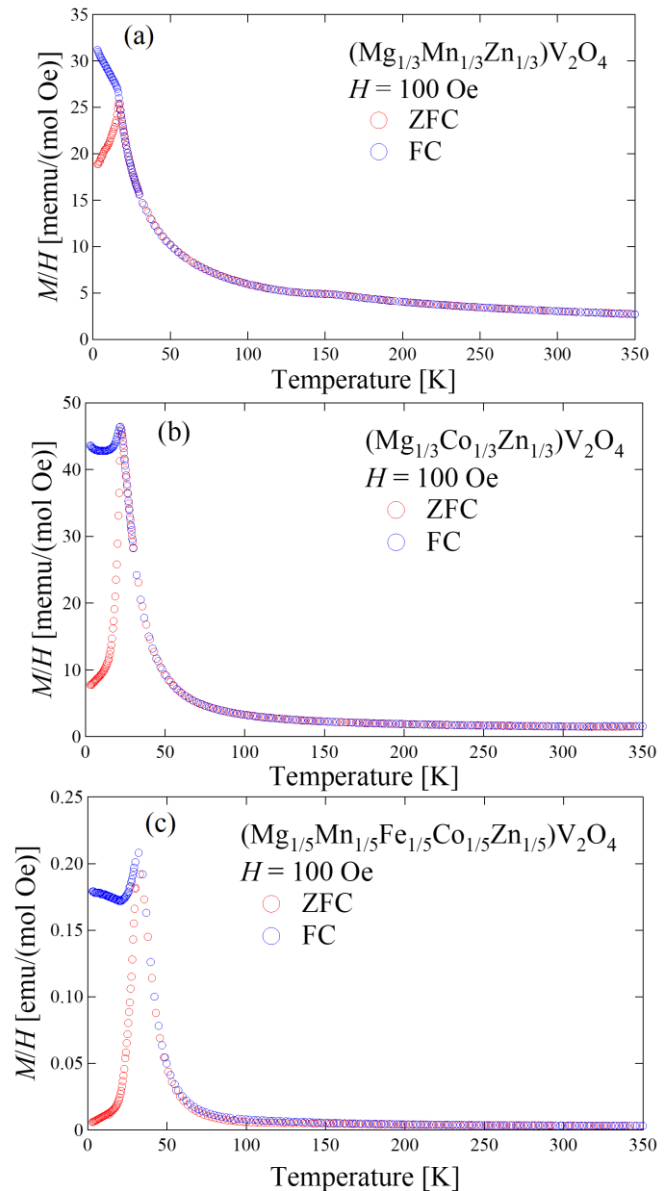 (a)
(Mg1/3Mn1/3Zn1/3)V2O4
H = 100 Oe
ZFC
FC
M/H [memu/(mol Oe)]
35
30
25
20
15
10
5
0
0 50 100 150 200 250 300 350
Temperature [K]
(b)
(Mg1/3Co1/3Zn1/3)V2O4
H = 100 Oe
ZFC
FC
M/H [memu/(mol Oe)]
50
40
30
20
10
0
0 50 100 150 200 250 300 350
Temperature [K]
(c)
(Mg1/5Mn1/5Fe1/5Co1/5Zn1/5)V2O4
H = 100 Oe
ZFC
FC
M/H [emu/(mol Oe)]
0.25
0.20
0.15
0.10
0.05
0
0 50 100 150 200 250 300 350
Temperature [K]